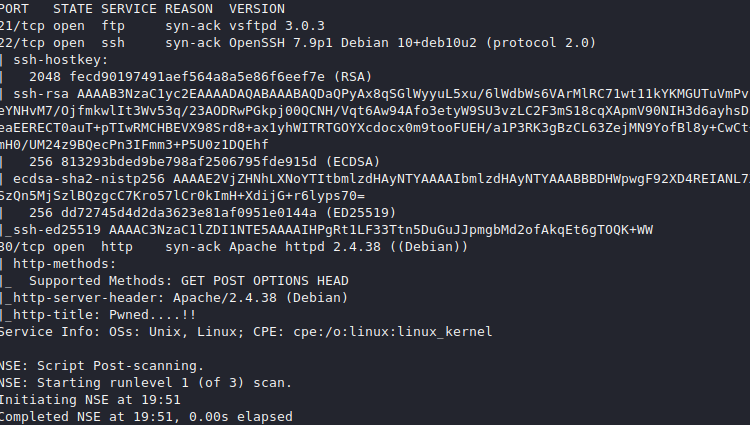 PORT   STATE SERVICE REASON  VERSION
21/tcp open  ftp     syn-ack vsftpd 3.0.3
22/tcp open  ssh     syn-ack OpenSSH 7.9p1 Debian 10+deb10u2 (protocol 2.0)
| ssh-hostkey:
|   2048 fecd90197491aef564a8a5e86f6eef7e (RSA)
| ssh-rsa AAAAB3NzaC1yc2EAAAADAQABAAABAQDaQPyAx8qSGlWyyuL5xu/6lWdbWs6VArMlRC71wt11kYKMGUTuVmPv
eYNHvM7/OjfmkwlIt3Wv53q/23AODRwPGkpj00QCNH/Vqt6Aw94Afo3etyW9SU3vzLC2F3mS18cqXApmV90NIH3d6ayhsD
eaEERECT0auT+pTIwRMCHBEVX98Srd8+ax1yhWITRTGOYXcdocx0m9tooFUEH/a1P3RK3gBzCL63ZejMN9YofBl8y+CwCt
mH0/UM24z9BQecPn3IFmm3+P5U0z1DQEhf
|   256 813293bded9be798af2506795fde915d (ECDSA)
| ecdsa-sha2-nistp256 AAAAE2VjZHNhLXNoYTItbmlzdHAyNTYAAAAIbmlzdHAyNTYAAABBBBDHWpwgF92XD4REIANL7
SzQn5MjSzlBQzgcC7Kro57lCr0kImH+XdijG+r6lyps70=
|   256 dd72745d4d2da3623e81af0951e0144a (ED25519)
|_ssh-ed25519 AAAAC3NzaC1lZDI1NTE5AAAAIHPgRt1LF33Ttn5DuGuJJpmgbMd2ofAkqEt6gTOQK+WW
80/tcp open  http    syn-ack Apache httpd 2.4.38 ((Debian))
| http-methods:
|_  Supported Methods: GET POST OPTIONS HEAD
|_http-server-header: Apache/2.4.38 (Debian)
|_http-title: Pwned....!!
Service Info: OSs: Unix, Linux; CPE: cpe:/o:linux:linux_kernel

NSE: Script Post-scanning.
NSE: Starting runlevel 1 (of 3) scan.
Initiating NSE at 19:51
Completed NSE at 19:51, 0.00s elapsed